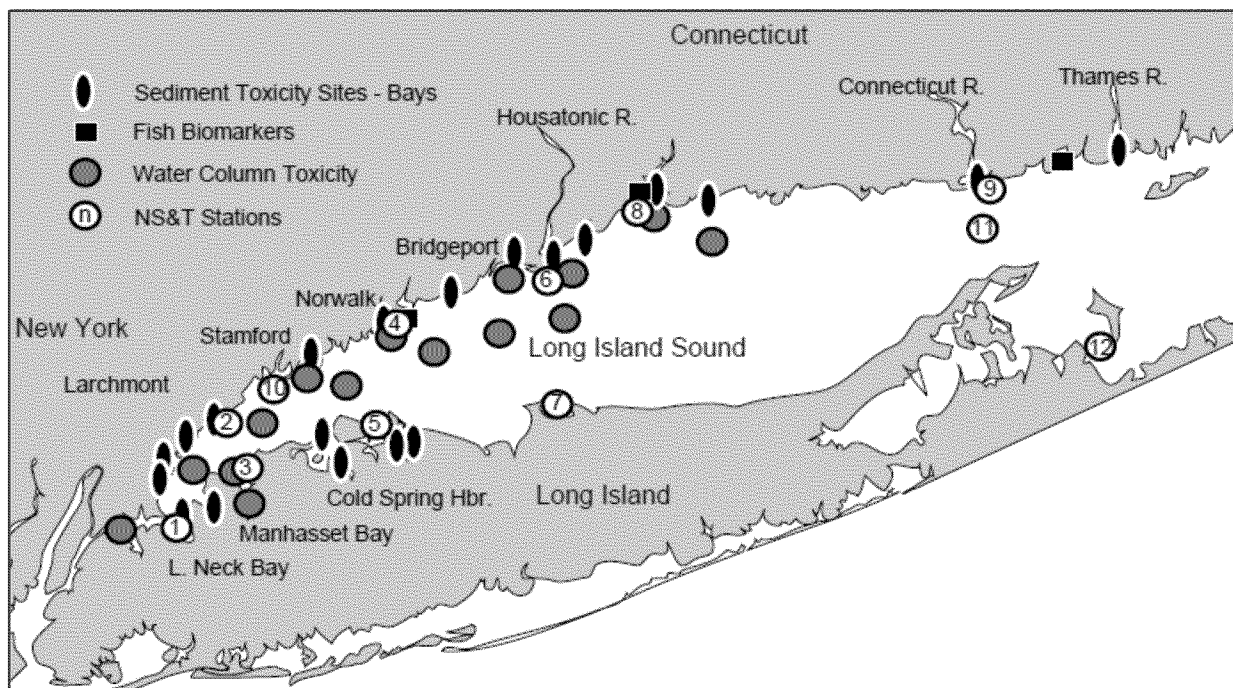 Connecticut
Thames R.
Connecticut R.
Sediment Toxicity Sites - Bays
Housatonic R.
Fish Biomarkers
Water Column Toxicity
n NS&T Stations
9
8
11
Bridgeport
6
Norwalk
4
New York
Stamford
Long Island Sound
12
Larchmont
10
7
2
5
3
Cold Spring Hbr.
Long Island
1
Manhasset Bay
L. Neck Bay